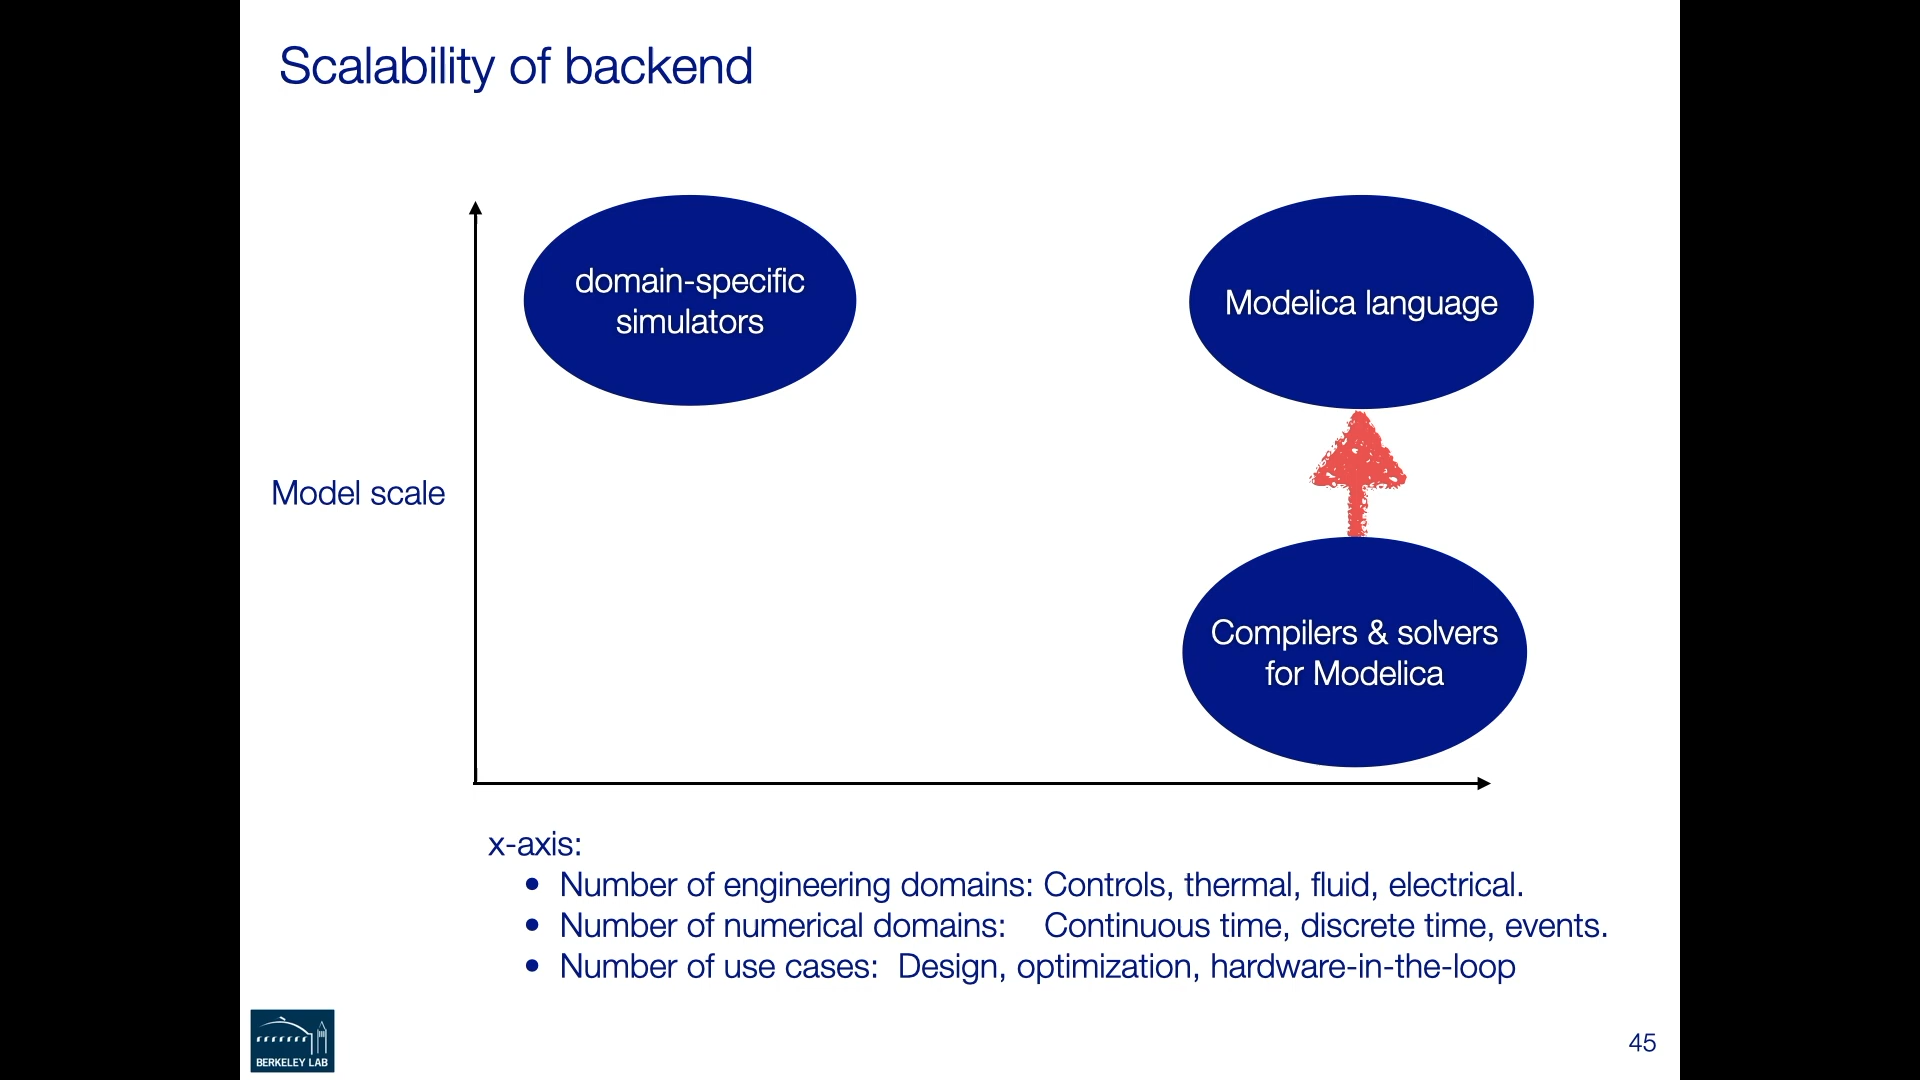 Scalability of backend
domain-specific
simulators
Modelica language
Model scale
Compilers & solvers
for Modelica
x-axis:
• Number of engineering domains: Controls, thermal, fluid, electrical.
• Number of numerical domains: Continuous time, discrete time, events.
• Number of use cases: Design, optimization, hardware-in-the-loop
BERKELEY LAB
45